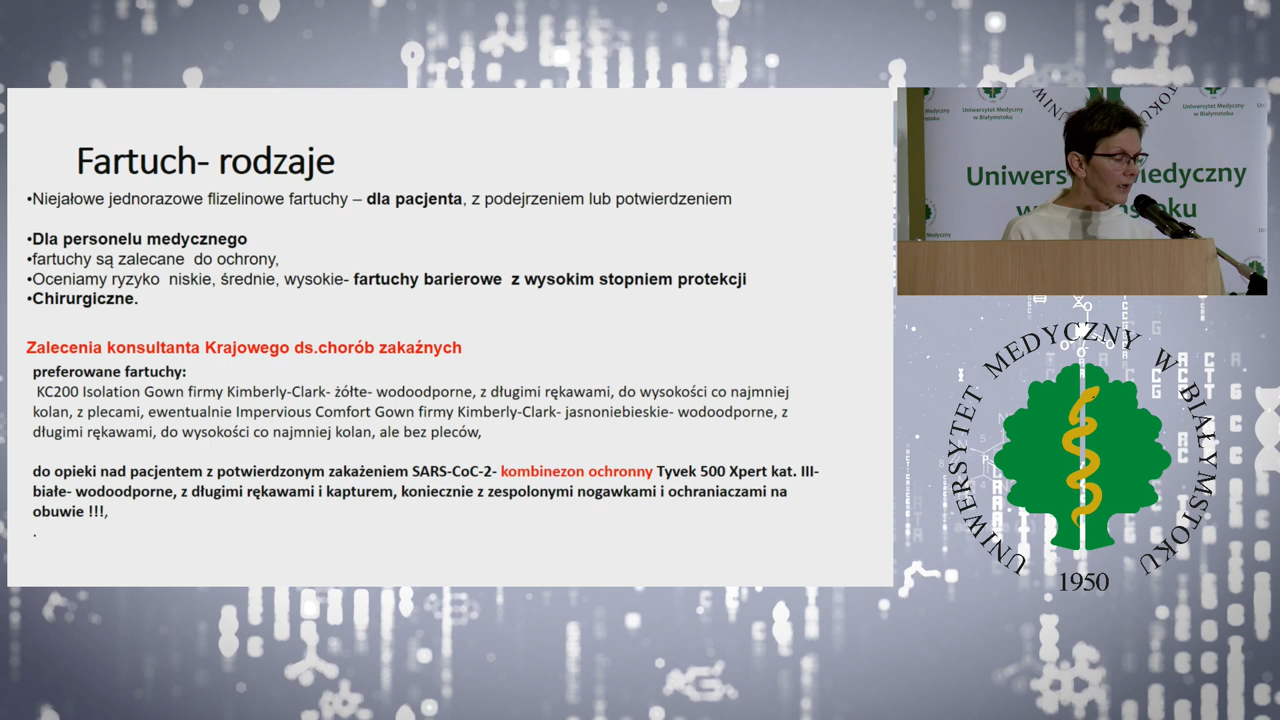 Fartuch- rodzaje
•Niejałowe jednorazowe flizelinowe fartuchy – dla pacjenta, z podejrzeniem lub potwierdzeniem
•Dla personelu medycznego
•fartuchy są zalecane do ochrony,
•Oceniamy ryzyko niskie, średnie, wysokie- fartuchy barierowe z wysokim stopniem protekcji
•Chirurgiczne.
Zalecenia konsultanta Krajowego ds.chorób zakaźnych
preferowane fartuchy:
KC200 Isolation Gown firmy Kimberly-Clark- żółte- wodoodporne, z długimi rękawami, do wysokości co najmniej
kolan, z plecami, ewentualnie Impervious Comfort Gown firmy Kimberly-Clark- jasnoniebieskie- wodoodporne, z
długimi rękawami, do wysokości co najmniej kolan, ale bez pleców,
do opieki nad pacjentem z potwierdzonym zakażeniem SARS-CoC-2- kombinezon ochronny Tyvek 500 Xpert kat. III-
białe- wodoodporne, z długimi rękawami i kapturem, koniecznie z zespolonymi nogawkami i ochraniaczami na
obuwie !!!,
.
Uniwersytet Medyczny
w Białymstoku
Uniwersytet Medyczny
w Białymstoku
UNIWERSYTET MEDYCZNY W BIAŁYMSTOKU
1950